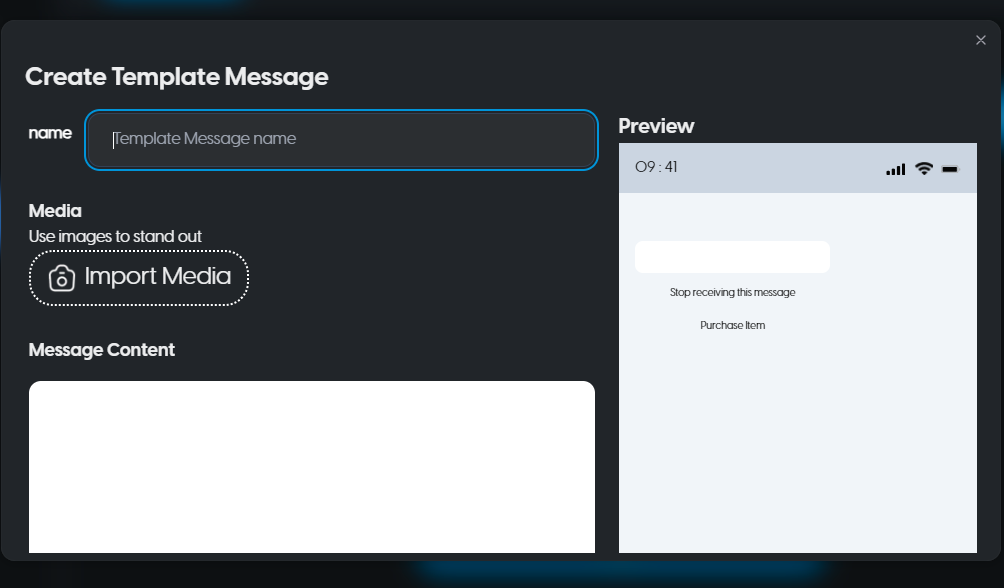 Create Template Message
name
Template Message name
Media
Use images to stand out
Import Media
Message Content
Preview
09 : 41
Stop receiving this message
Purchase Item